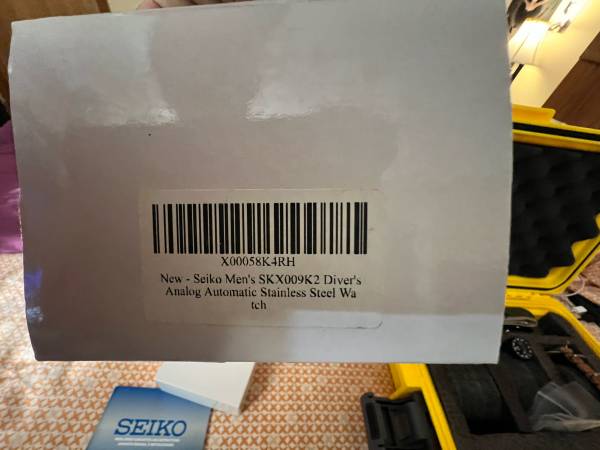 X00058K4RH
New - Seiko Men's SKX009K2 Diver's
Analog Automatic Stainless Steel Wa
tch
SEIKO